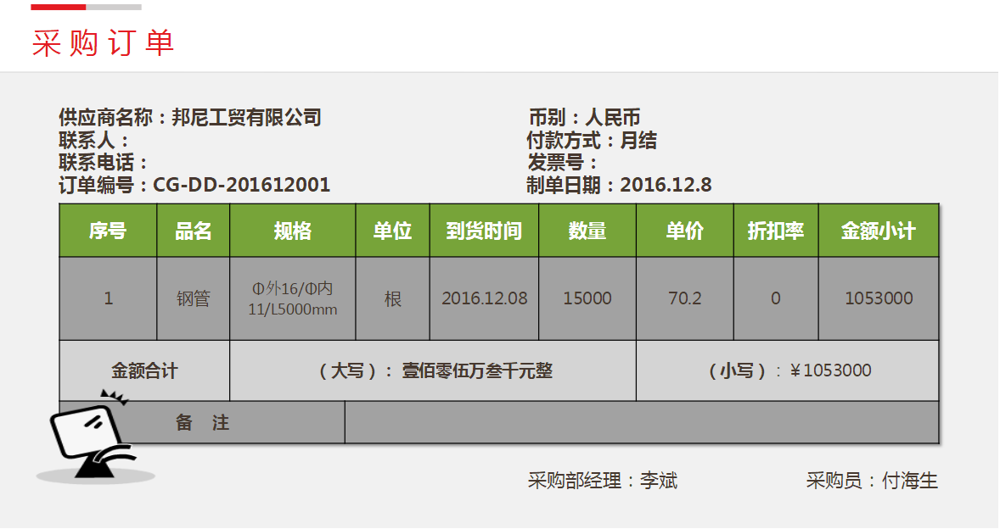 采购订单
供应商名称：邦尼工贸有限公司 币别：人民币
联系人： 付款方式：月结
联系电话： 发票号：
订单编号：CG-DD-201612001 制单日期：2016.12.8
序号 品名 规格 单位 到货时间 数量 单价 折扣率 金额小计
1 钢管 Φ外16/Φ内 根 2016.12.08 15000 70.2 0 1053000
11/L5000mm
金额合计 （大写）： 壹佰零伍万叁千元整 （小写）：￥1053000
备 注
采购部经理：李斌 采购员：付海生